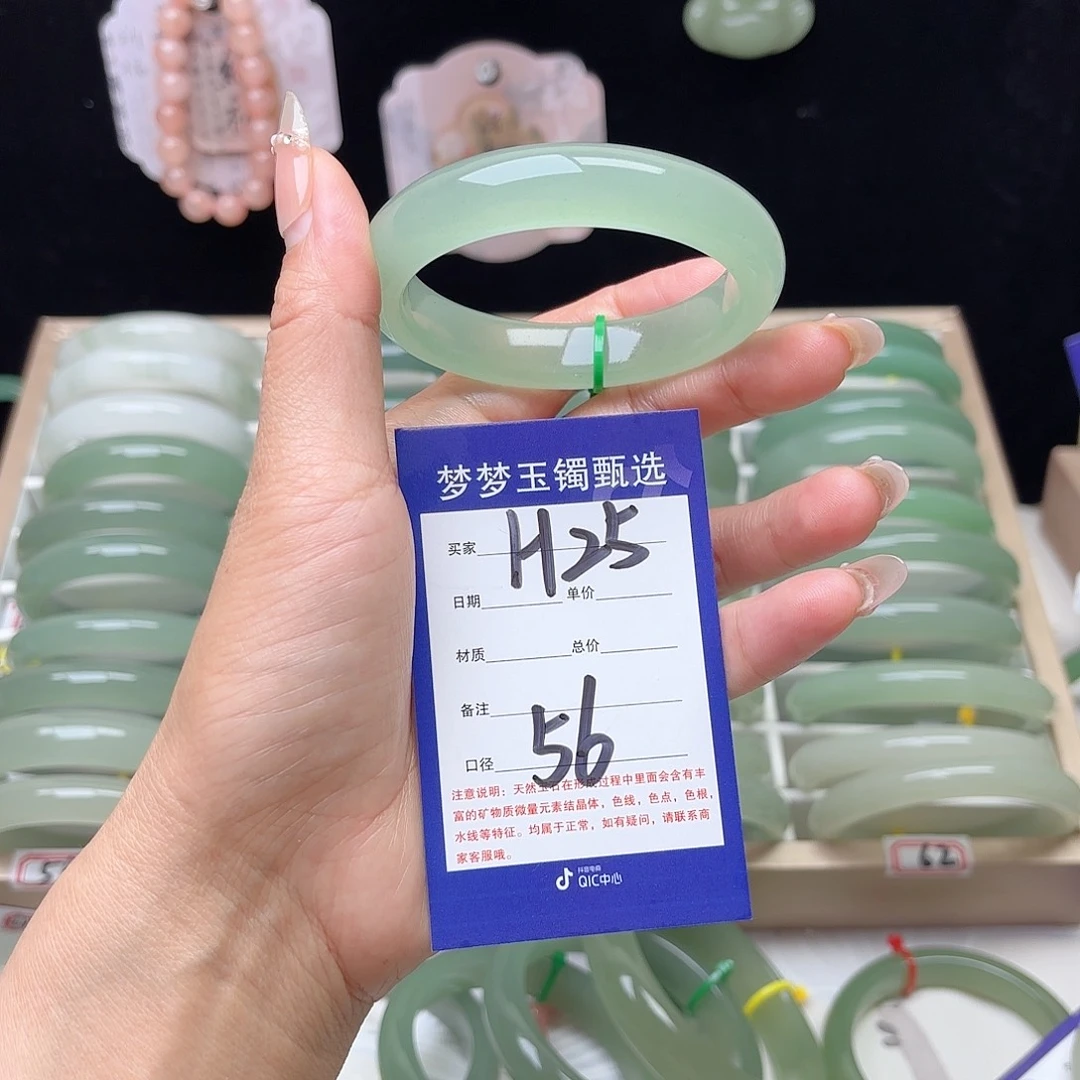 梦梦玉镯甄选
买家 H25
日期 单价
材质 总价
备注
口径 56
注意说明：天然玉石在形成过程中里面会含有丰
富的矿物质微量元素结晶体，色线，色点，色根，
水线等特征。均属于正常，如有疑问，请联系商
家客服哦。
抖音电商
QIC中心
62